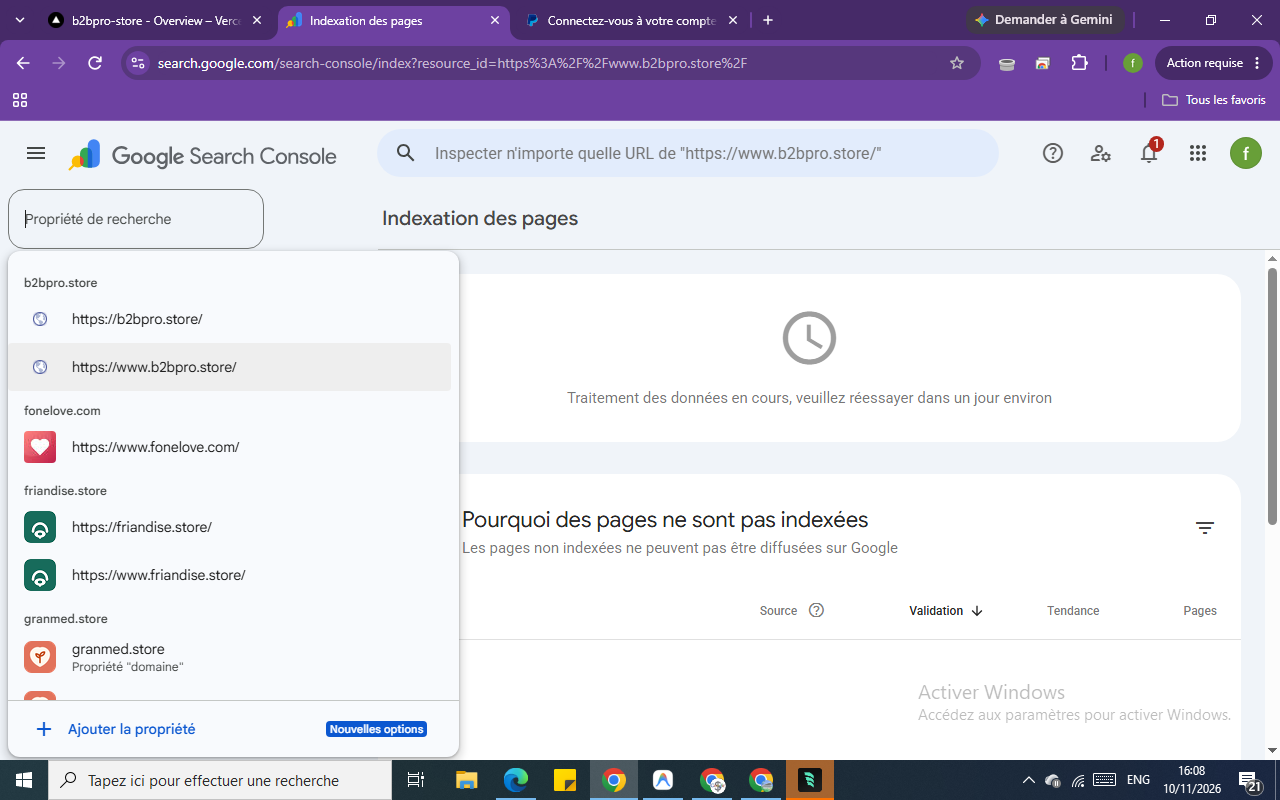 b2bpro-store - Overview – Verc
Indexation des pages
Connectez-vous à votre compte
Demander à Gemini
search.google.com/search-console/index?resource_id=https%3A%2F%2Fwww.b2bpro.store%2F
f
Action requise
Tous les favoris
Google Search Console
Inspecter n'importe quelle URL de "https://www.b2bpro.store/"
1
f
Propriété de recherche
Indexation des pages
b2bpro.store
https://b2bpro.store/
https://www.b2bpro.store/
fonelove.com
https://www.fonelove.com/
friandise.store
https://friandise.store/
https://www.friandise.store/
granmed.store
granmed.store
Propriété "domaine"
Ajouter la propriété
Nouvelles options
Traitement des données en cours, veuillez réessayer dans un jour environ
Pourquoi des pages ne sont pas indexées
Les pages non indexées ne peuvent pas être diffusées sur Google
Source
Validation
Tendance
Pages
Activer Windows
Accédez aux paramètres pour activer Windows.
Tapez ici pour effectuer une recherche
ENG
16:08
10/11/2026
21